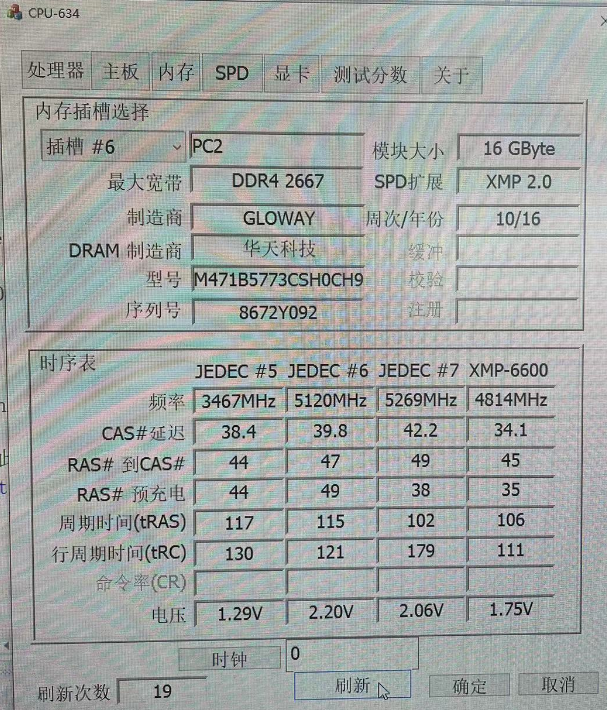 CPU-634
处理器 主板 内存 SPD 显卡 测试分数 关于
内存插槽选择
插槽 #6 PC2 模块大小 16 GByte
最大宽带 DDR4 2667 SPD扩展 XMP 2.0
制造商 GLOWAY 周次/年份 10/16
DRAM 制造商 华天科技 缓冲
型号 M471B5773CSH0CH9 校验
序列号 8672Y092 注册
时序表
JEDEC #5 JEDEC #6 JEDEC #7 XMP-6600
频率 3467MHz 5120MHz 5269MHz 4814MHz
CAS#延迟 38.4 39.8 42.2 34.1
RAS# 到CAS# 44 47 49 45
RAS# 预充电 44 49 38 35
周期时间(tRAS) 117 115 102 106
行周期时间(tRC) 130 121 179 111
命令率(CR)
电压 1.29V 2.20V 2.06V 1.75V
时钟 0
刷新次数 19 刷新 确定 取消